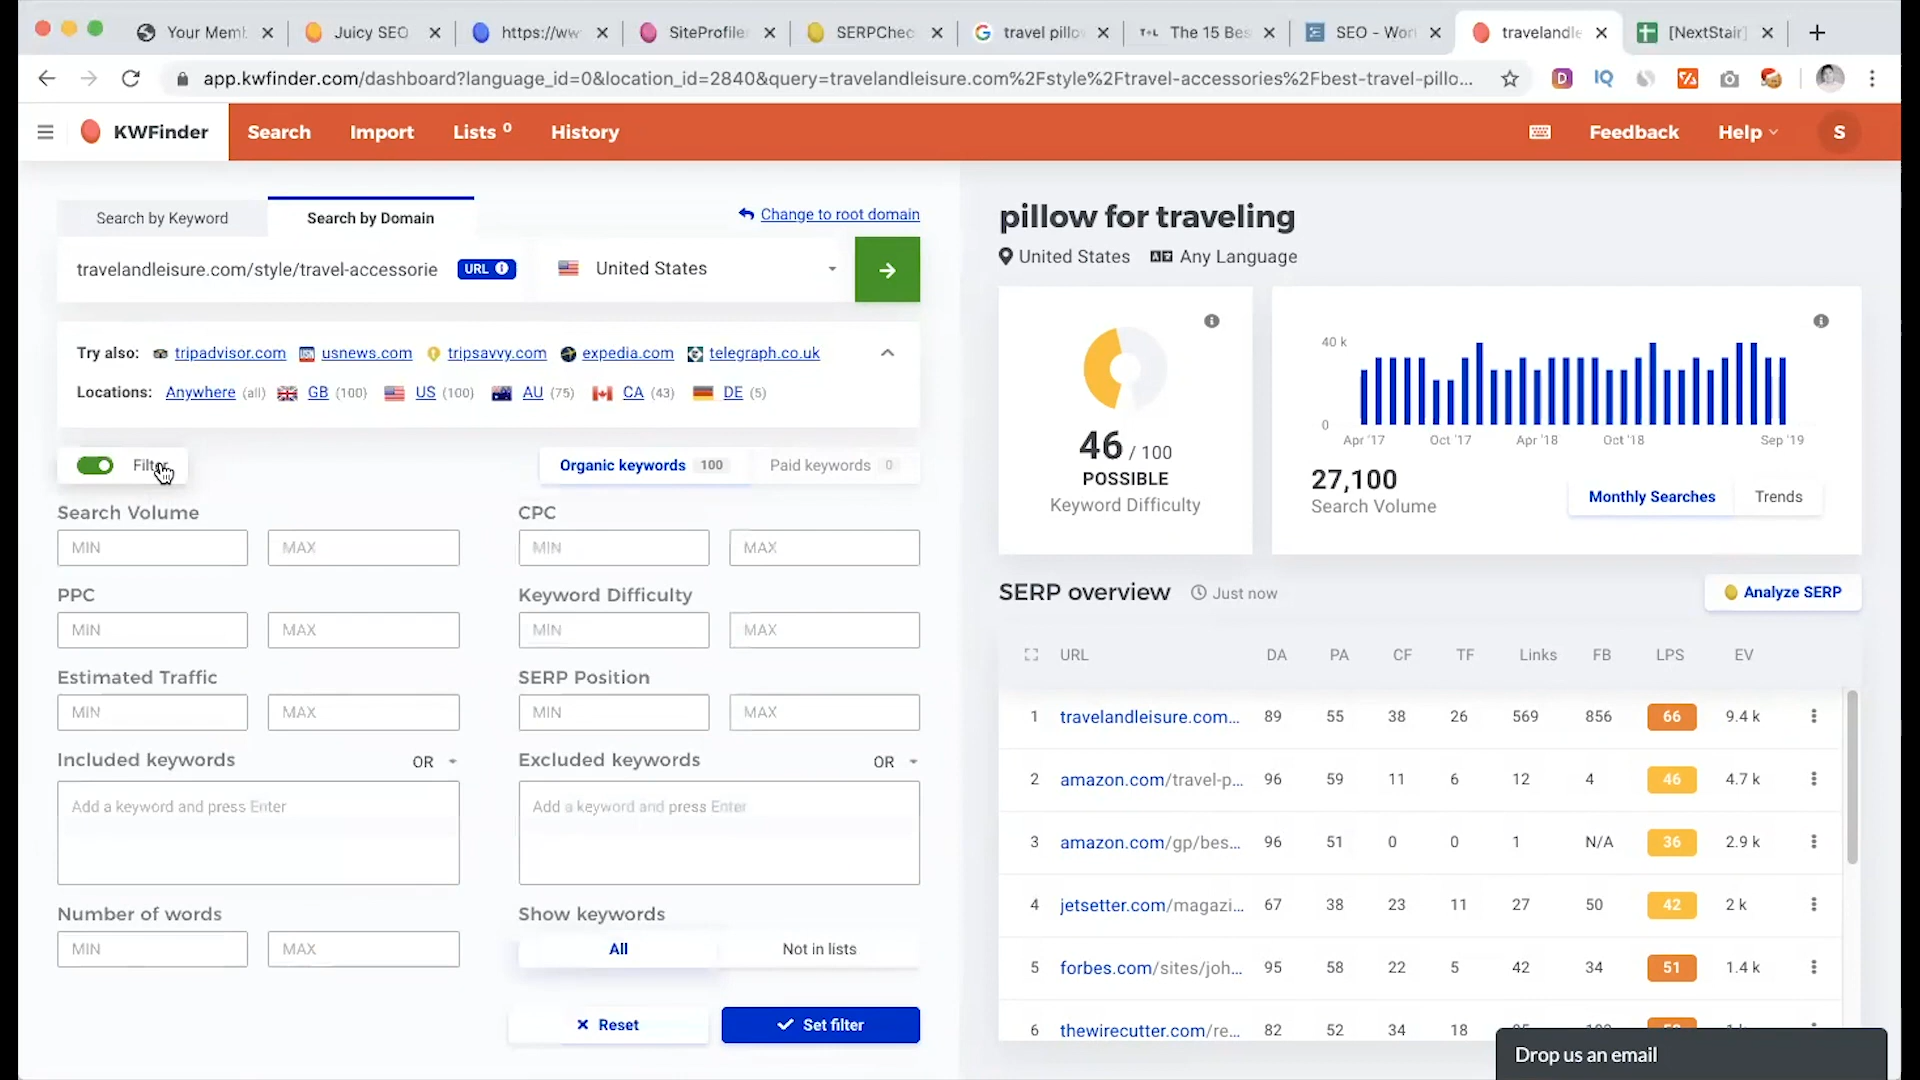 Your Mem
Juicy SEO
https://ww
SiteProfile
SERPChec
travel pillo
T+L The 15 Bes
SEO - Wor
travelandle
[NextStair]
app.kwfinder.com/dashboard?language_id=0&location_id=2840&query=travelandleisure.com%2Fstyle%2Ftravel-accessories%2Fbest-travel-pillo...
KWFinder
Search
Import
Lists 0
History
Feedback
Help
S
Search by Keyword
Search by Domain
Change to root domain
travelandleisure.com/style/travel-accessorie
URL
United States
Try also: tripadvisor.com usnews.com tripsavvy.com expedia.com telegraph.co.uk
Locations: Anywhere (all) GB (100) US (100) AU (75) CA (43) DE (5)
Filter
Organic keywords 100
Paid keywords 0
Search Volume
CPC
MIN MAX MIN MAX
PPC
Keyword Difficulty
MIN MAX MIN MAX
Estimated Traffic
SERP Position
MIN MAX MIN MAX
Included keywords OR
Excluded keywords OR
Add a keyword and press Enter
Add a keyword and press Enter
Number of words
Show keywords
MIN MAX
All
Not in lists
Reset
Set filter
pillow for traveling
United States
Any Language
46 / 100
POSSIBLE
Keyword Difficulty
40 k
0
Apr '17 Oct '17 Apr '18 Oct '18 Sep '19
27,100
Search Volume
Monthly Searches
Trends
SERP overview
Just now
Analyze SERP
URL DA PA CF TF Links FB LPS EV
1 travelandleisure.com... 89 55 38 26 569 856 66 9.4 k
2 amazon.com/travel-p... 96 59 11 6 12 4 46 4.7 k
3 amazon.com/gp/bes... 96 51 0 0 1 N/A 36 2.9 k
4 jetsetter.com/magazi... 67 38 23 11 27 50 42 2 k
5 forbes.com/sites/joh... 95 58 22 5 42 34 51 1.4 k
6 thewirecutter.com/re... 82 52 34 18
Drop us an email